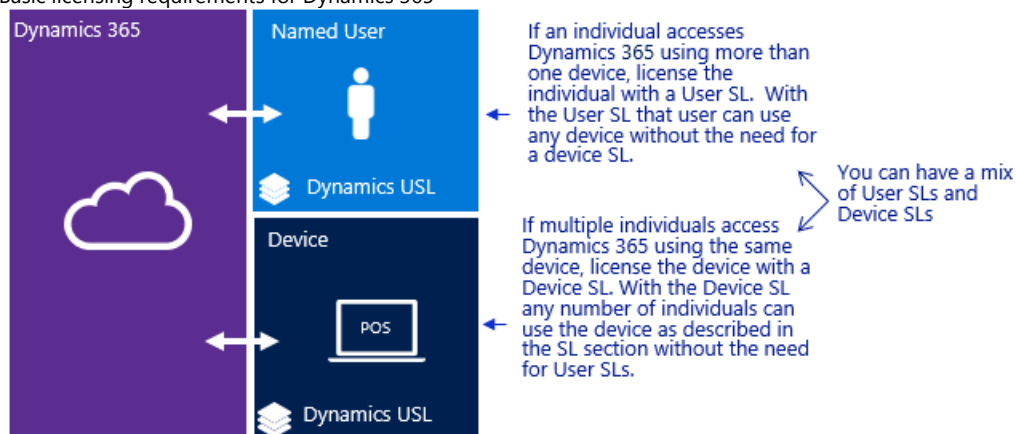 Basic licensing requirements for Dynamics 365
Dynamics 365
Named User
Dynamics USL
If an individual accesses
Dynamics 365 using more than
one device, license the
individual with a User SL. With
the User SL that user can use
any device without the need for
a device SL.
You can have a mix
of User SLs and
Device SLs
Device
POS
Dynamics USL
If multiple individuals access
Dynamics 365 using the same
device, license the device with a
Device SL. With the Device SL
any number of individuals can
use the device as described in
the SL section without the need
for User SLs.